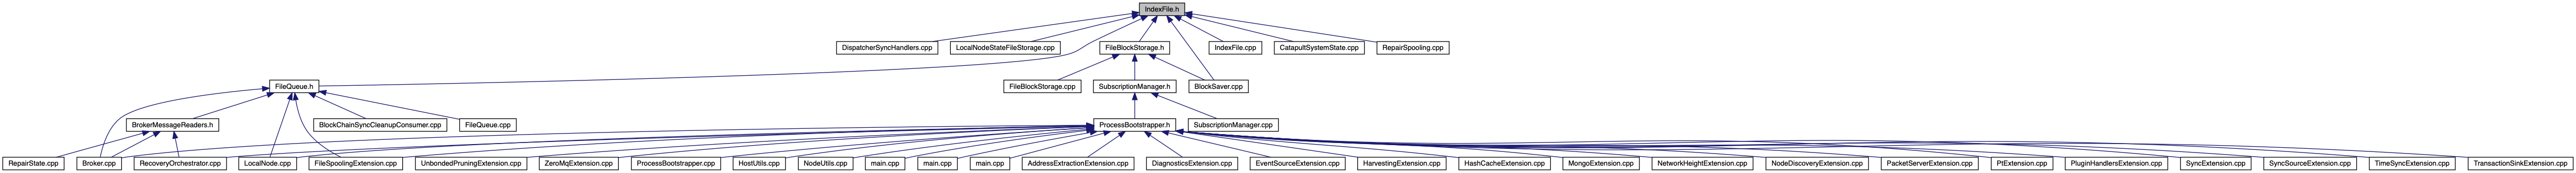 IndexFile.h
DispatcherSyncHandlers.cpp
LocalNodeStateFileStorage.cpp
FileBlockStorage.h
IndexFile.cpp
CatapultSystemState.cpp
RepairSpooling.cpp
FileQueue.h
FileBlockStorage.cpp
SubscriptionManager.h
BlockSaver.cpp
BrokerMessageReaders.h
BlockChainSyncCleanupConsumer.cpp
FileQueue.cpp
ProcessBootstrapper.h
SubscriptionManager.cpp
RepairState.cpp
Broker.cpp
RecoveryOrchestrator.cpp
LocalNode.cpp
FileSpoolingExtension.cpp
UnbondedPruningExtension.cpp
ZeroMqExtension.cpp
ProcessBootstrapper.cpp
HostUtils.cpp
NodeUtils.cpp
main.cpp
main.cpp
main.cpp
AddressExtractionExtension.cpp
DiagnosticsExtension.cpp
EventSourceExtension.cpp
HarvestingExtension.cpp
HashCacheExtension.cpp
MongoExtension.cpp
NetworkHeightExtension.cpp
NodeDiscoveryExtension.cpp
PacketServerExtension.cpp
PtExtension.cpp
PluginHandlersExtension.cpp
SyncExtension.cpp
SyncSourceExtension.cpp
TimeSyncExtension.cpp
TransactionSinkExtension.cpp